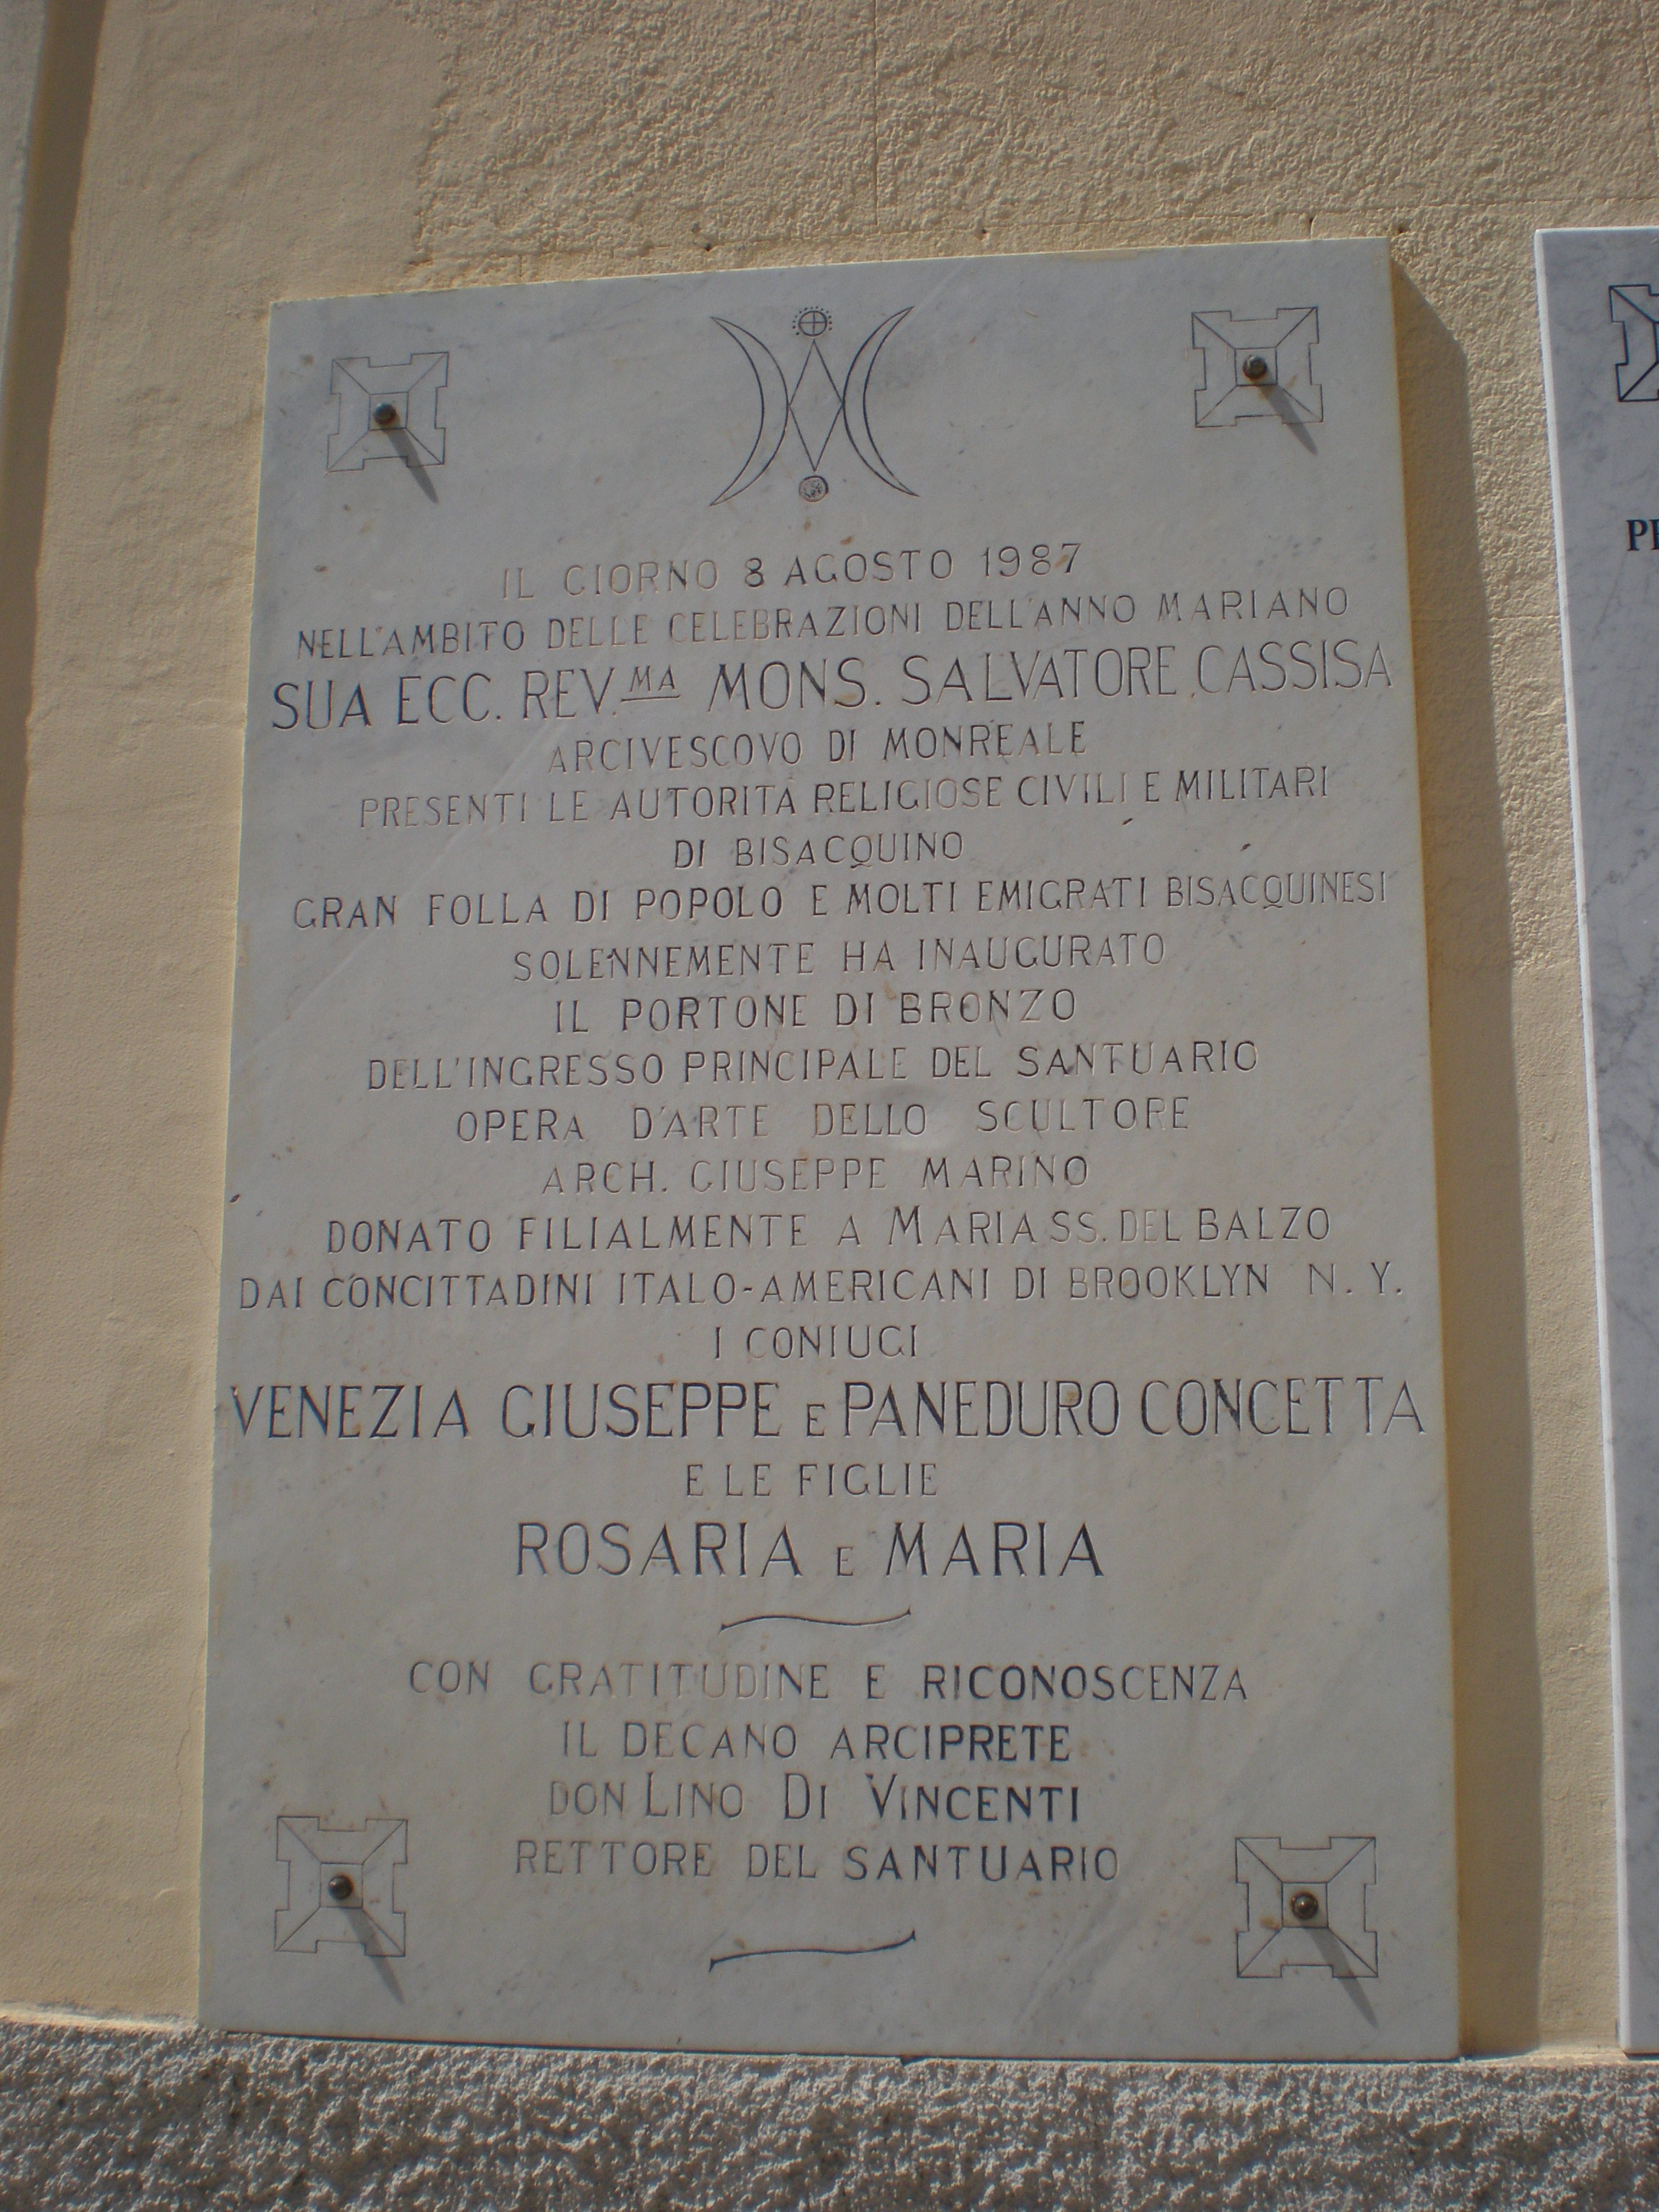 IL GIORNO 8 AGOSTO 1987
NELL'AMBITO DELLE CELEBRAZIONI DELL'ANNO MARIANO
SUA ECC. REV.MA MONS. SALVATORE CASSISA
ARCIVESCOVO DI MONREALE
PRESENTI LE AUTORITÀ RELIGIOSE CIVILI E MILITARI
DI BISACQUINO
GRAN FOLLA DI POPOLO E MOLTI EMIGRATI BISACQUINESI
SOLENNEMENTE HA INAUGURATO
IL PORTONE DI BRONZO
DELL'INGRESSO PRINCIPALE DEL SANTUARIO
OPERA D'ARTE DELLO SCULTORE
ARCH. GIUSEPPE MARINO
DONATO FILIALMENTE A MARIA SS. DEL BALZO
DAI CONCITTADINI ITALO-AMERICANI DI BROOKLYN N. Y.
I CONIUGI
VENEZIA GIUSEPPE E PANEDURO CONCETTA
E LE FIGLIE
ROSARIA E MARIA
CON GRATITUDINE E RICONOSCENZA
IL DECANO ARCIPRETE
DON LINO DI VINCENTI
RETTORE DEL SANTUARIO